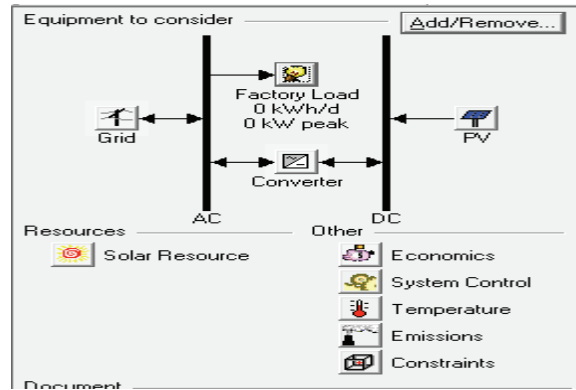 Equipment to consider
Add/Remove...
Factory Load
0 kWh/d
0 kW peak
Grid
PV
Converter
AC
DC
Resources
Other
Solar Resource
Economics
System Control
Temperature
Emissions
Constraints
Document